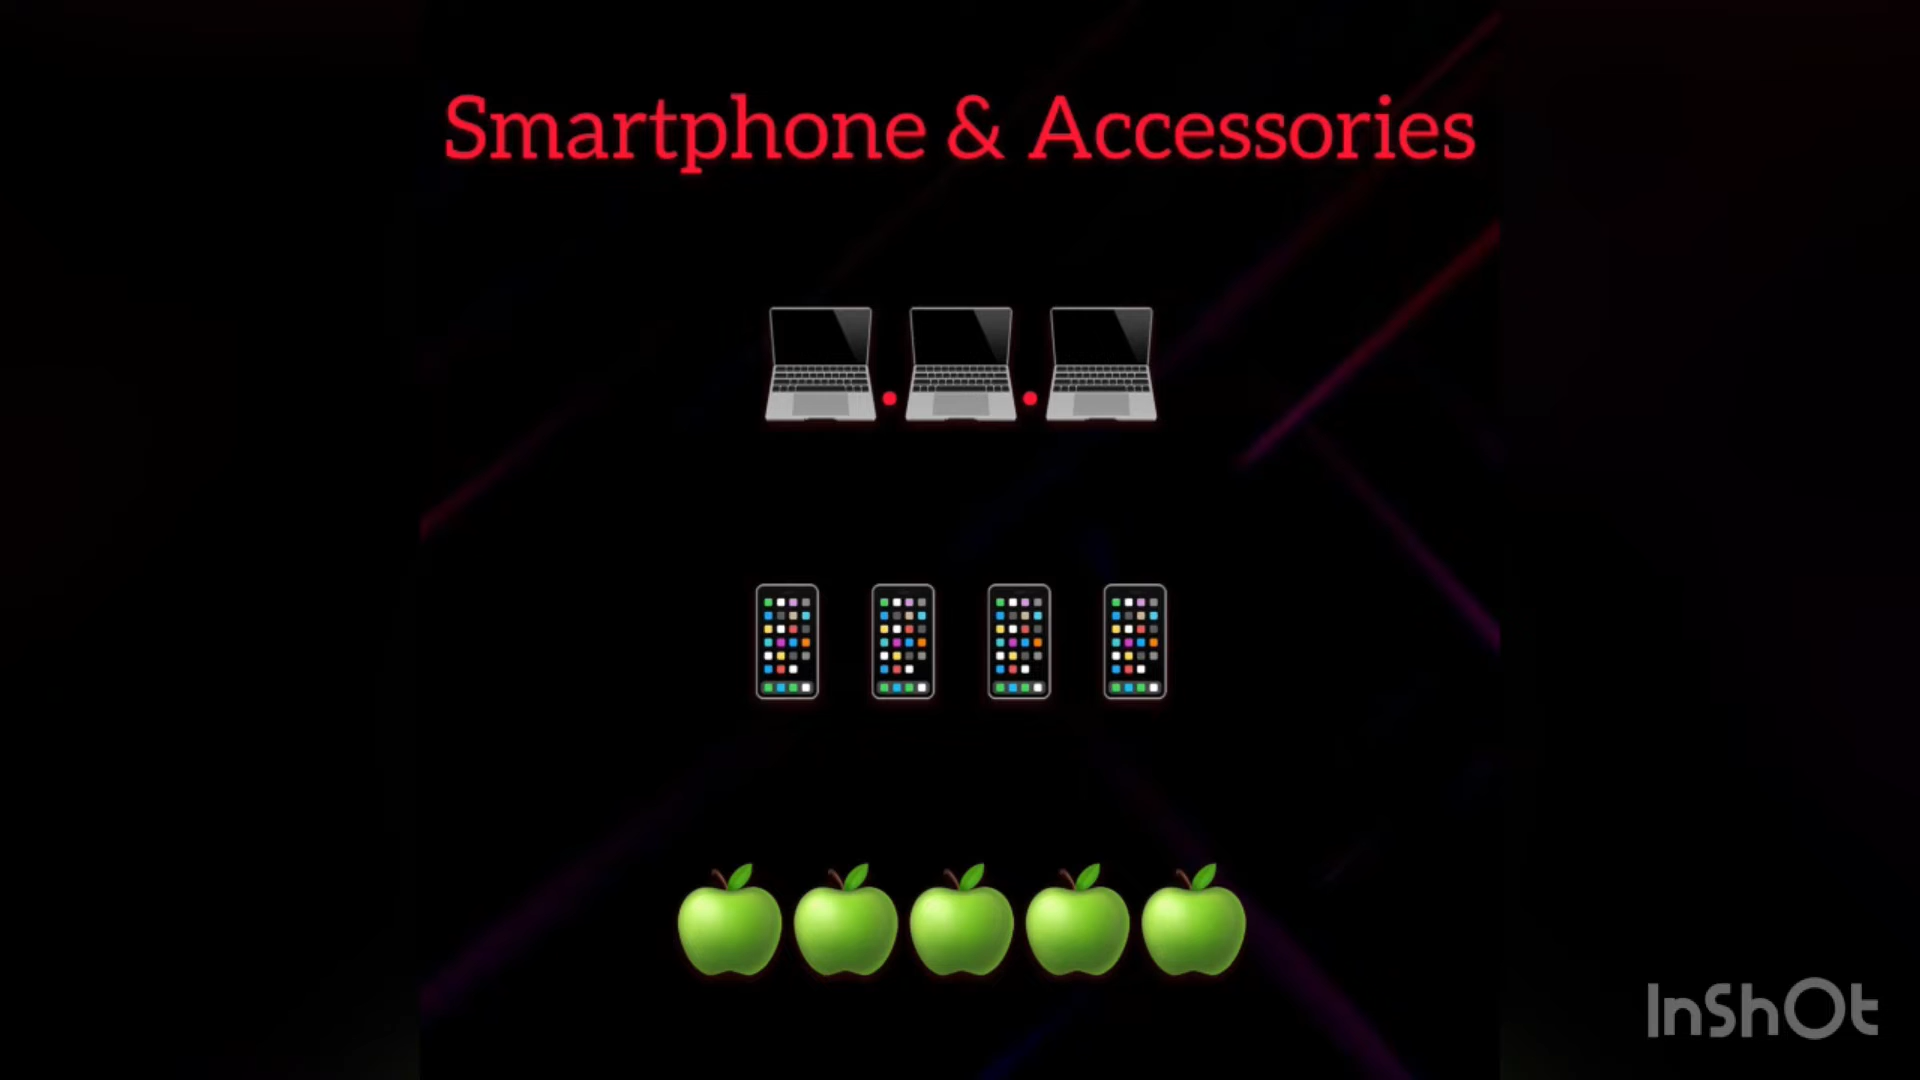 Smartphone & Accessories
💻.💻.💻
📱 📱 📱 📱
🍏🍏🍏🍏🍏
InShOt